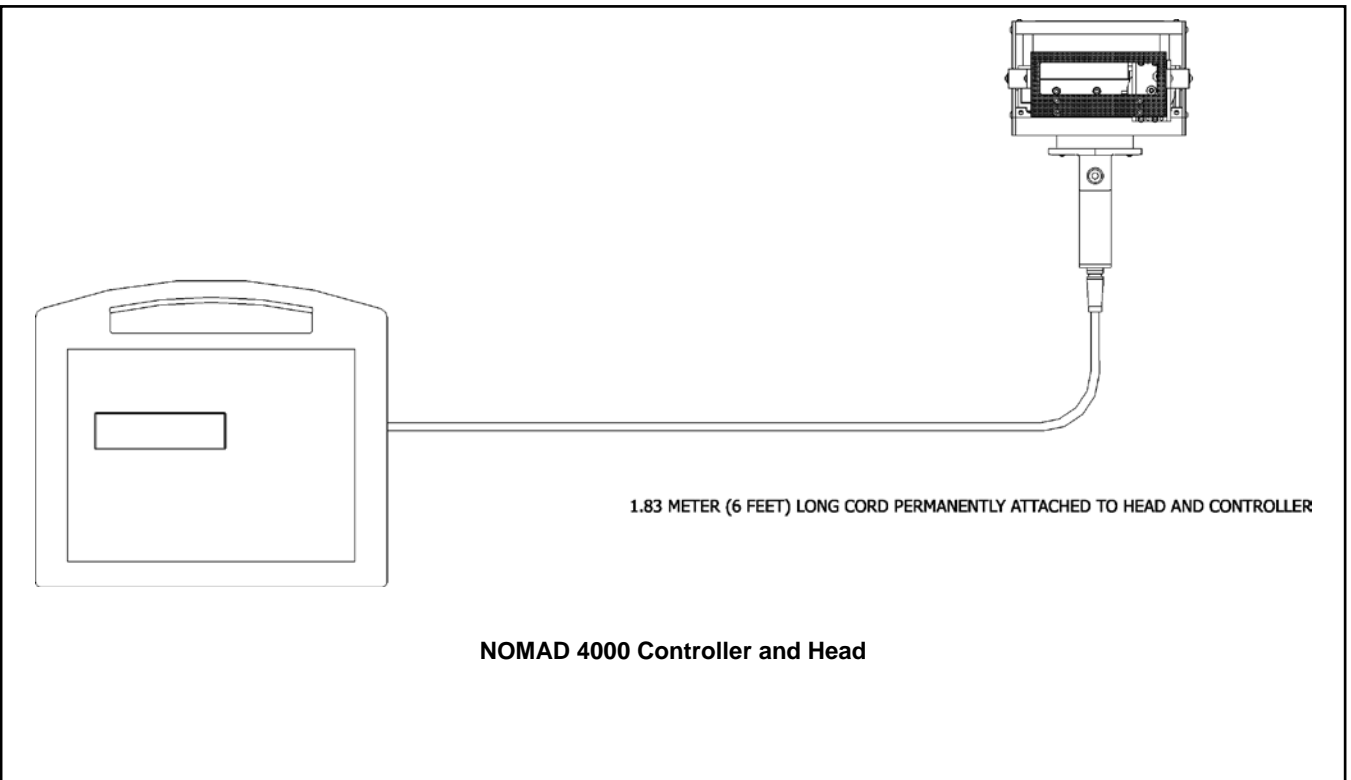 1.83 METER (6 FEET) LONG CORD PERMANENTLY ATTACHED TO HEAD AND CONTROLLER
NOMAD 4000 Controller and Head